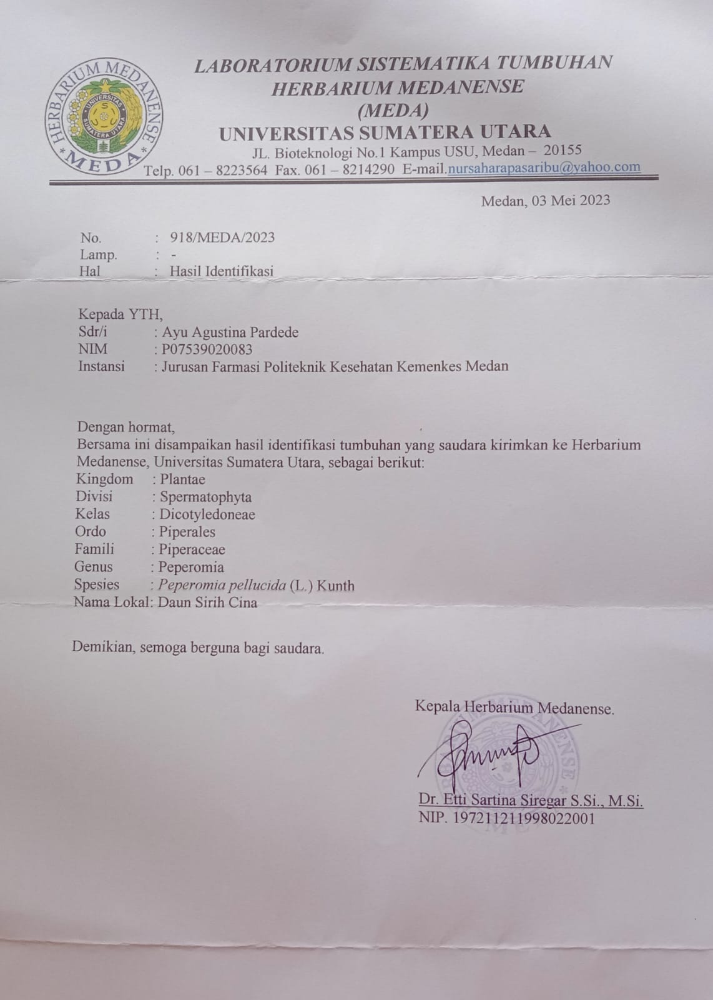 HERBARIUM MEDANENSE
* MEDA *
UNIVERSITAS
SUMATERA UTARA
LABORATORIUM SISTEMATIKA TUMBUHAN
HERBARIUM MEDANENSE
(MEDA)
UNIVERSITAS SUMATERA UTARA
JL. Bioteknologi No.1 Kampus USU, Medan – 20155
Telp. 061 – 8223564 Fax. 061 – 8214290 E-mail.nursaharapasaribu@yahoo.com
Medan, 03 Mei 2023
No. : 918/MEDA/2023
Lamp. : -
Hal : Hasil Identifikasi
Kepada YTH,
Sdr/i : Ayu Agustina Pardede
NIM : P07539020083
Instansi : Jurusan Farmasi Politeknik Kesehatan Kemenkes Medan
Dengan hormat,
Bersama ini disampaikan hasil identifikasi tumbuhan yang saudara kirimkan ke Herbarium
Medanense, Universitas Sumatera Utara, sebagai berikut:
Kingdom : Plantae
Divisi : Spermatophyta
Kelas : Dicotyledoneae
Ordo : Piperales
Famili : Piperaceae
Genus : Peperomia
Spesies : Peperomia pellucida (L.) Kunth
Nama Lokal: Daun Sirih Cina
Demikian, semoga berguna bagi saudara.
Kepala Herbarium Medanense.
Dr. Etti Sartina Siregar S.Si., M.Si.
NIP. 197211211998022001